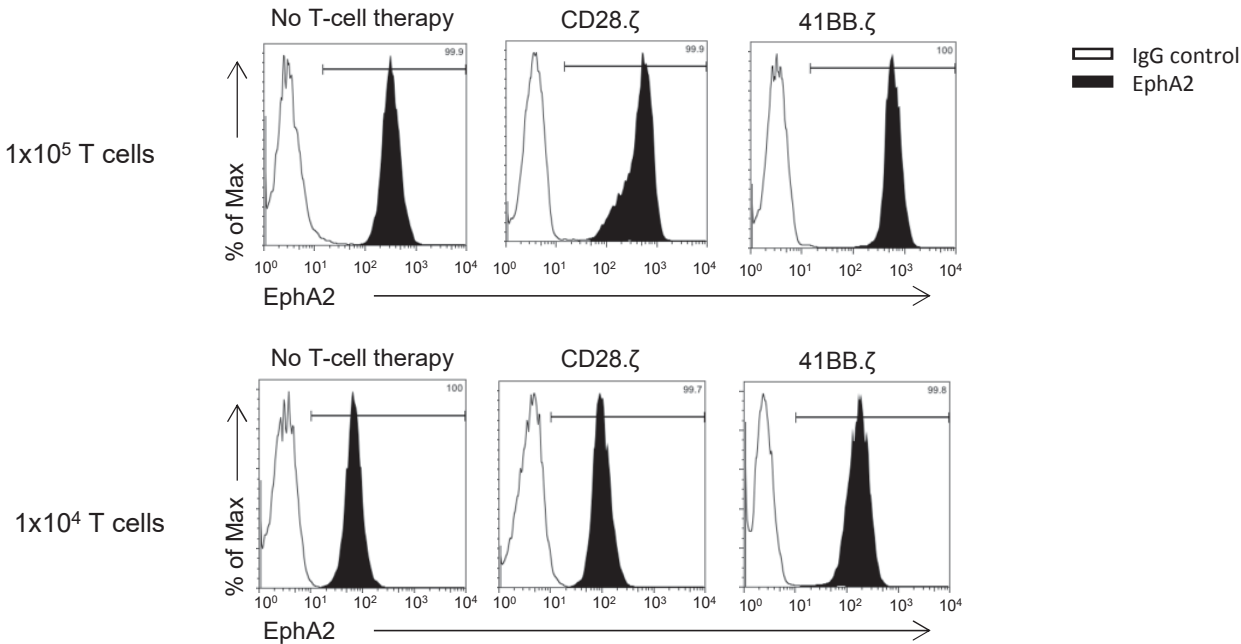 No T-cell therapy CD28.ζ 41BB.ζ
99.9 99.9 100
IgG control
EphA2
1x10⁵ T cells
% of Max
10⁰ 10¹ 10² 10³ 10⁴ 10⁰ 10¹ 10² 10³ 10⁴ 10⁰ 10¹ 10² 10³ 10⁴
EphA2
No T-cell therapy CD28.ζ 41BB.ζ
100 99.7 99.8
1x10⁴ T cells
% of Max
10⁰ 10¹ 10² 10³ 10⁴ 10⁰ 10¹ 10² 10³ 10⁴ 10⁰ 10¹ 10² 10³ 10⁴
EphA2